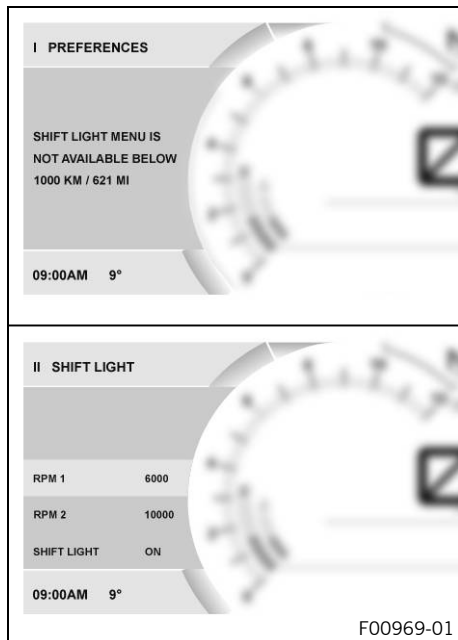 I PREFERENCES
SHIFT LIGHT MENU IS
NOT AVAILABLE BELOW
1000 KM / 621 MI
09:00AM 9°
II SHIFT LIGHT
RPM 1 6000
RPM 2 10000
SHIFT LIGHT ON
09:00AM 9°
F00969-01